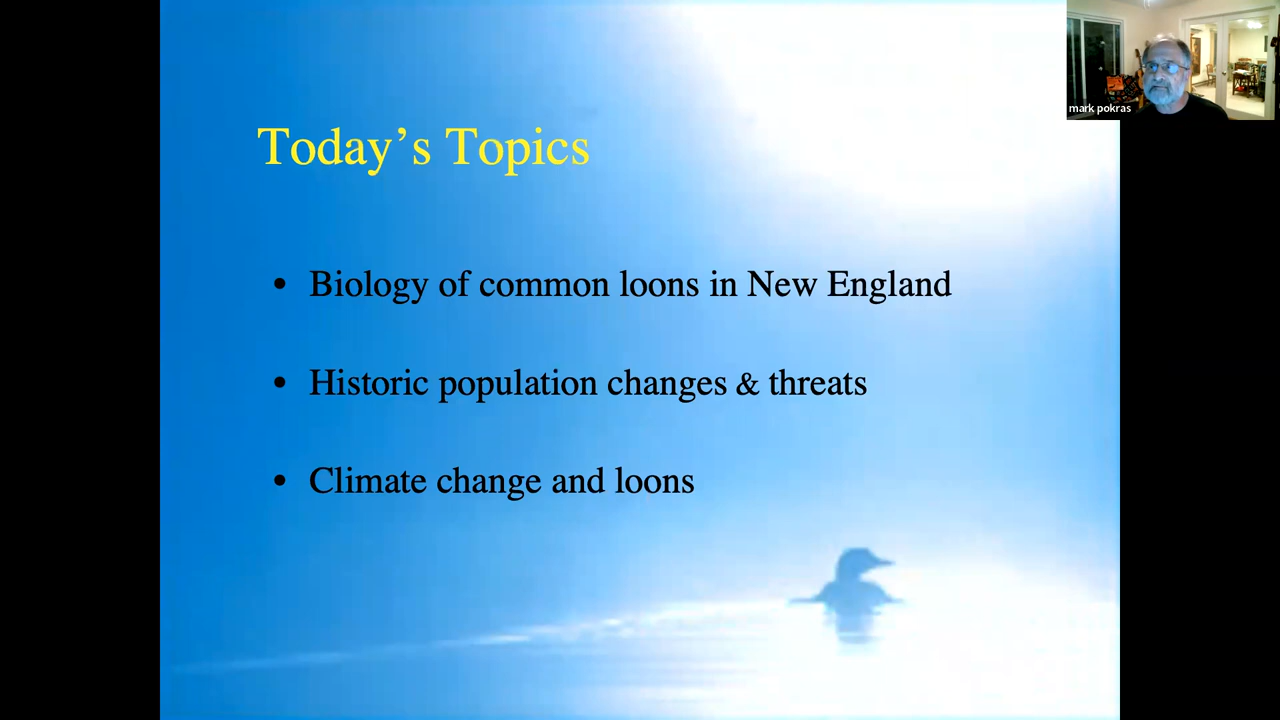 Today's Topics
• Biology of common loons in New England
• Historic population changes & threats
• Climate change and loons
mark pokras